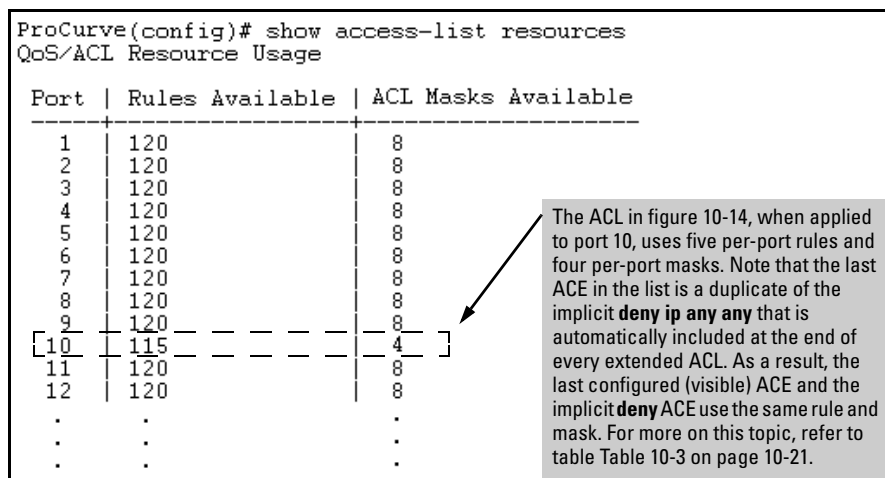 ProCurve(config)# show access-list resources
QoS/ACL Resource Usage
Port | Rules Available | ACL Masks Available
-----+-----------------+---------------------
1 | 120 | 8
2 | 120 | 8
3 | 120 | 8
4 | 120 | 8
5 | 120 | 8
6 | 120 | 8
7 | 120 | 8
8 | 120 | 8
9 | 120 | 8
10 | 115 | 4
11 | 120 | 8
12 | 120 | 8
. . .
. . .
. . .
The ACL in figure 10-14, when applied
to port 10, uses five per-port rules and
four per-port masks. Note that the last
ACE in the list is a duplicate of the
implicit deny ip any any that is
automatically included at the end of
every extended ACL. As a result, the
last configured (visible) ACE and the
implicit deny ACE use the same rule and
mask. For more on this topic, refer to
table Table 10-3 on page 10-21.